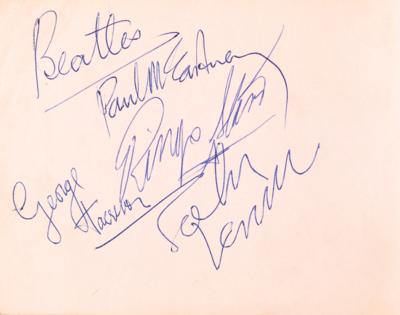 Beatles
Paul McCartney
Ringo Starr
George
Harrison
John
Lennon